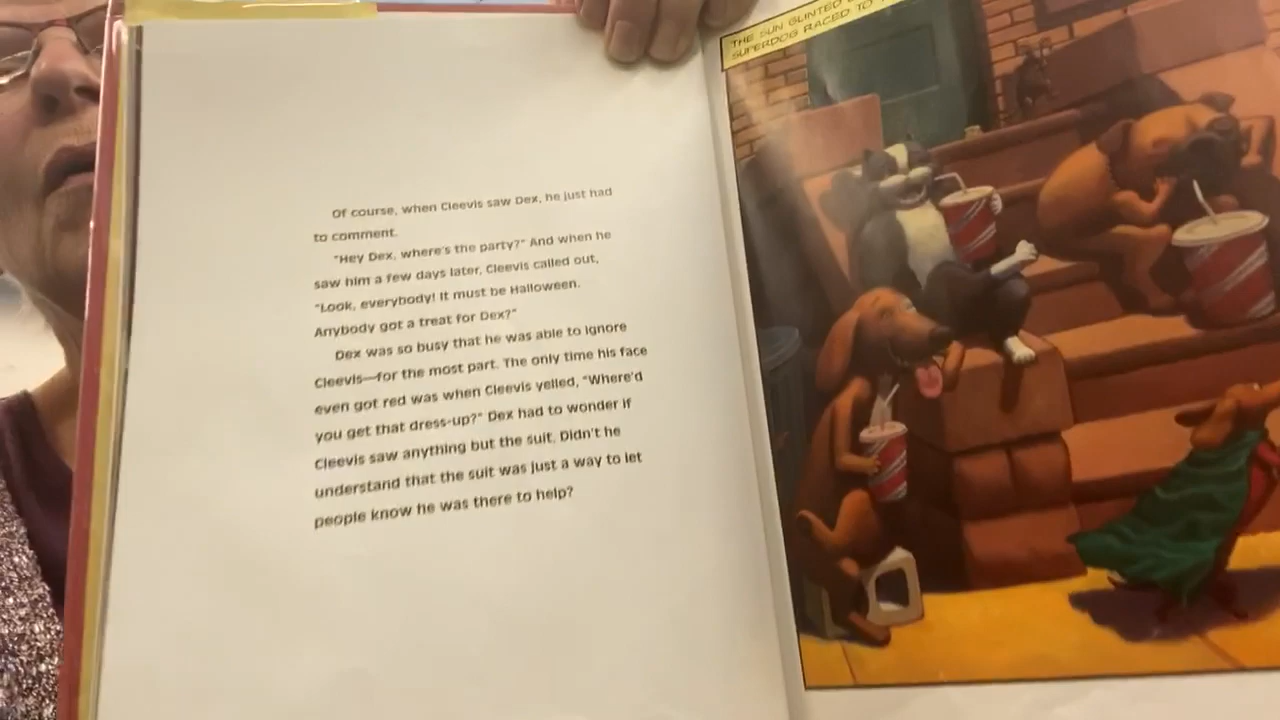 Of course, when Cleevis saw Dex, he just had
to comment.
"Hey Dex, where's the party?" And when he
saw him a few days later, Cleevis called out,
"Look, everybody! It must be Halloween.
Anybody got a treat for Dex?"
Dex was so busy that he was able to ignore
Cleevis—for the most part. The only time his face
even got red was when Cleevis yelled, "Where'd
you get that dress-up?" Dex had to wonder if
Cleevis saw anything but the suit. Didn't he
understand that the suit was just a way to let
people know he was there to help?
THE SUN GLINTED
SUPERDOG RACED TO